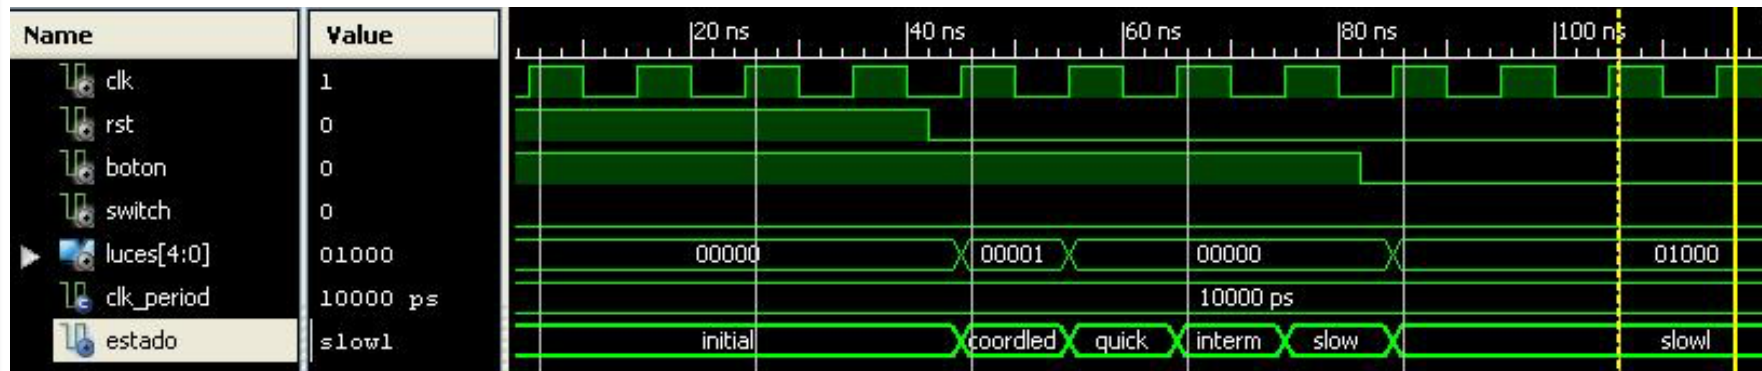 Name Value 20 ns 40 ns 60 ns 80 ns 100 ns
clk 1
rst 0
boton 0
switch 0
luces[4:0] 01000 00000 00001 00000 01000
clk_period 10000 ps 10000 ps
estado slowl initial coordled quick interm slow slowl